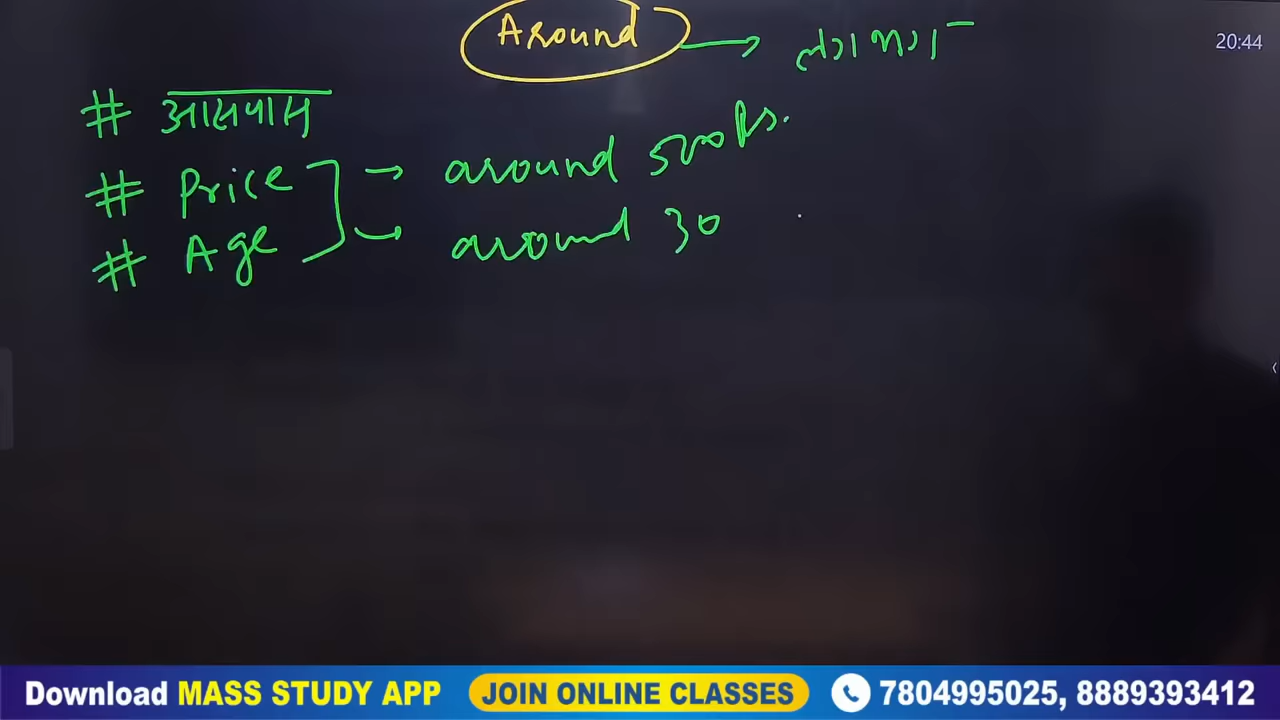 Around → लगभग
20:44
# आसपास
# Price → around 500 Rs.
# Age → around 30
Download MASS STUDY APP JOIN ONLINE CLASSES 7804995025, 8889393412